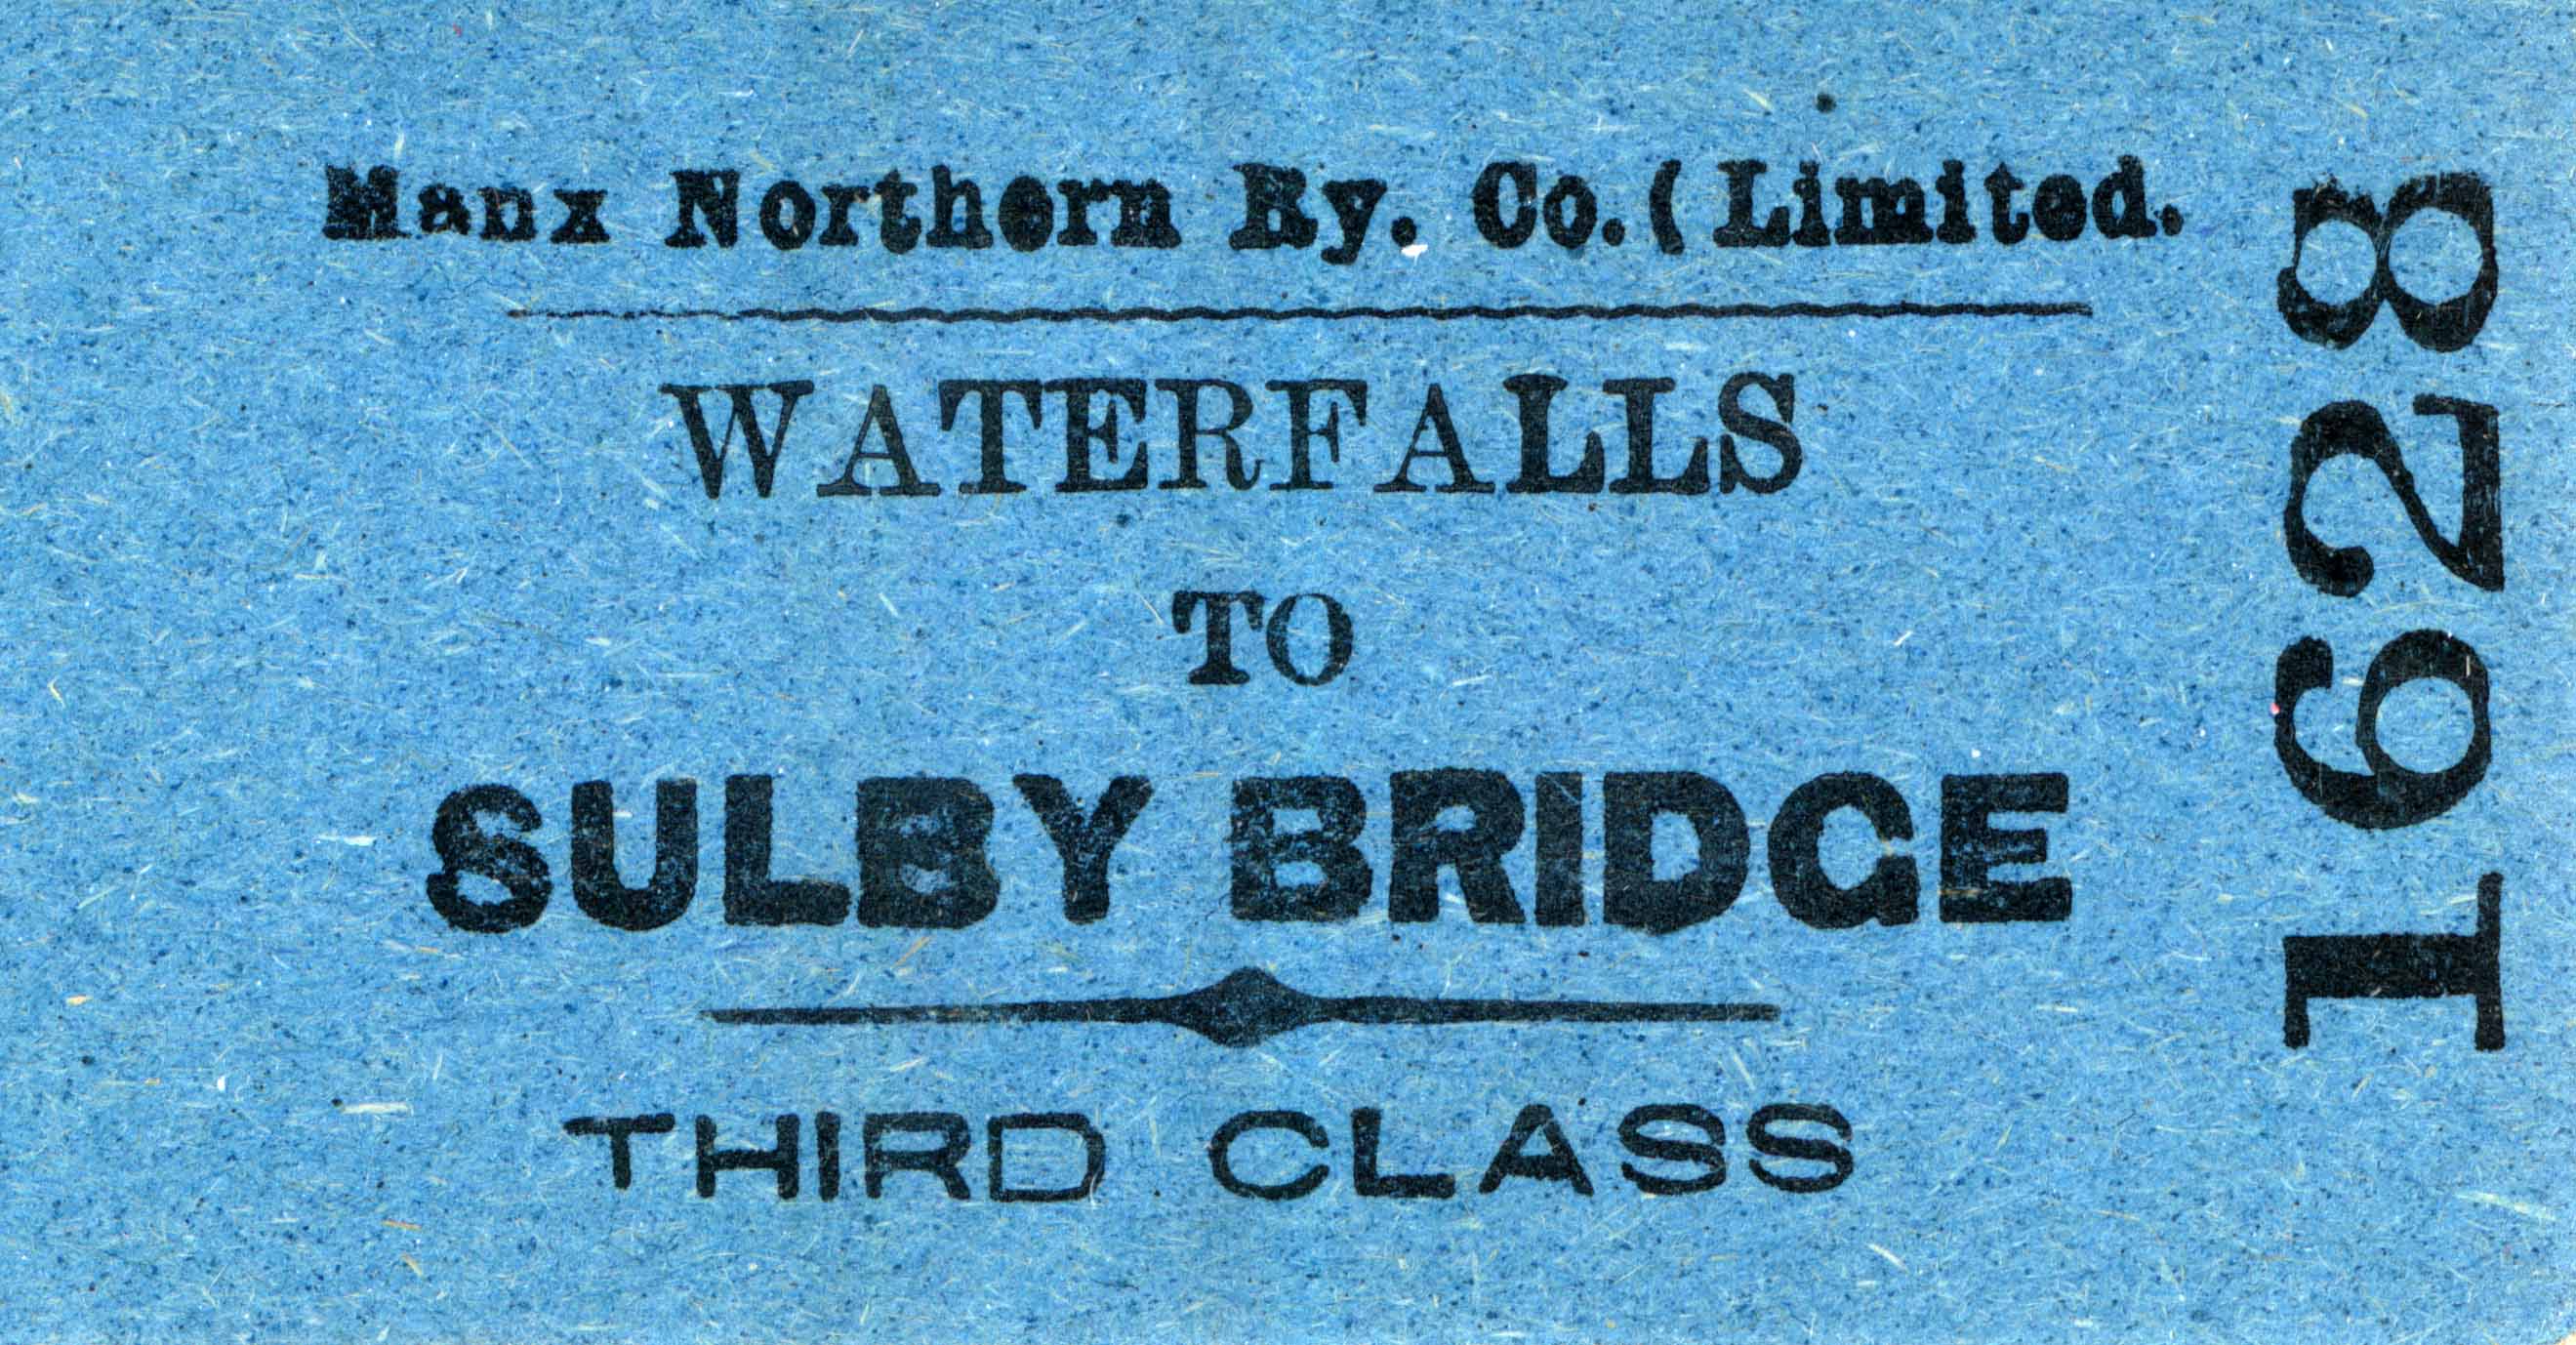 Manx Northern Ry. Co.(Limited.
WATERFALLS
TO
SULBY BRIDGE
THIRD CLASS
1628